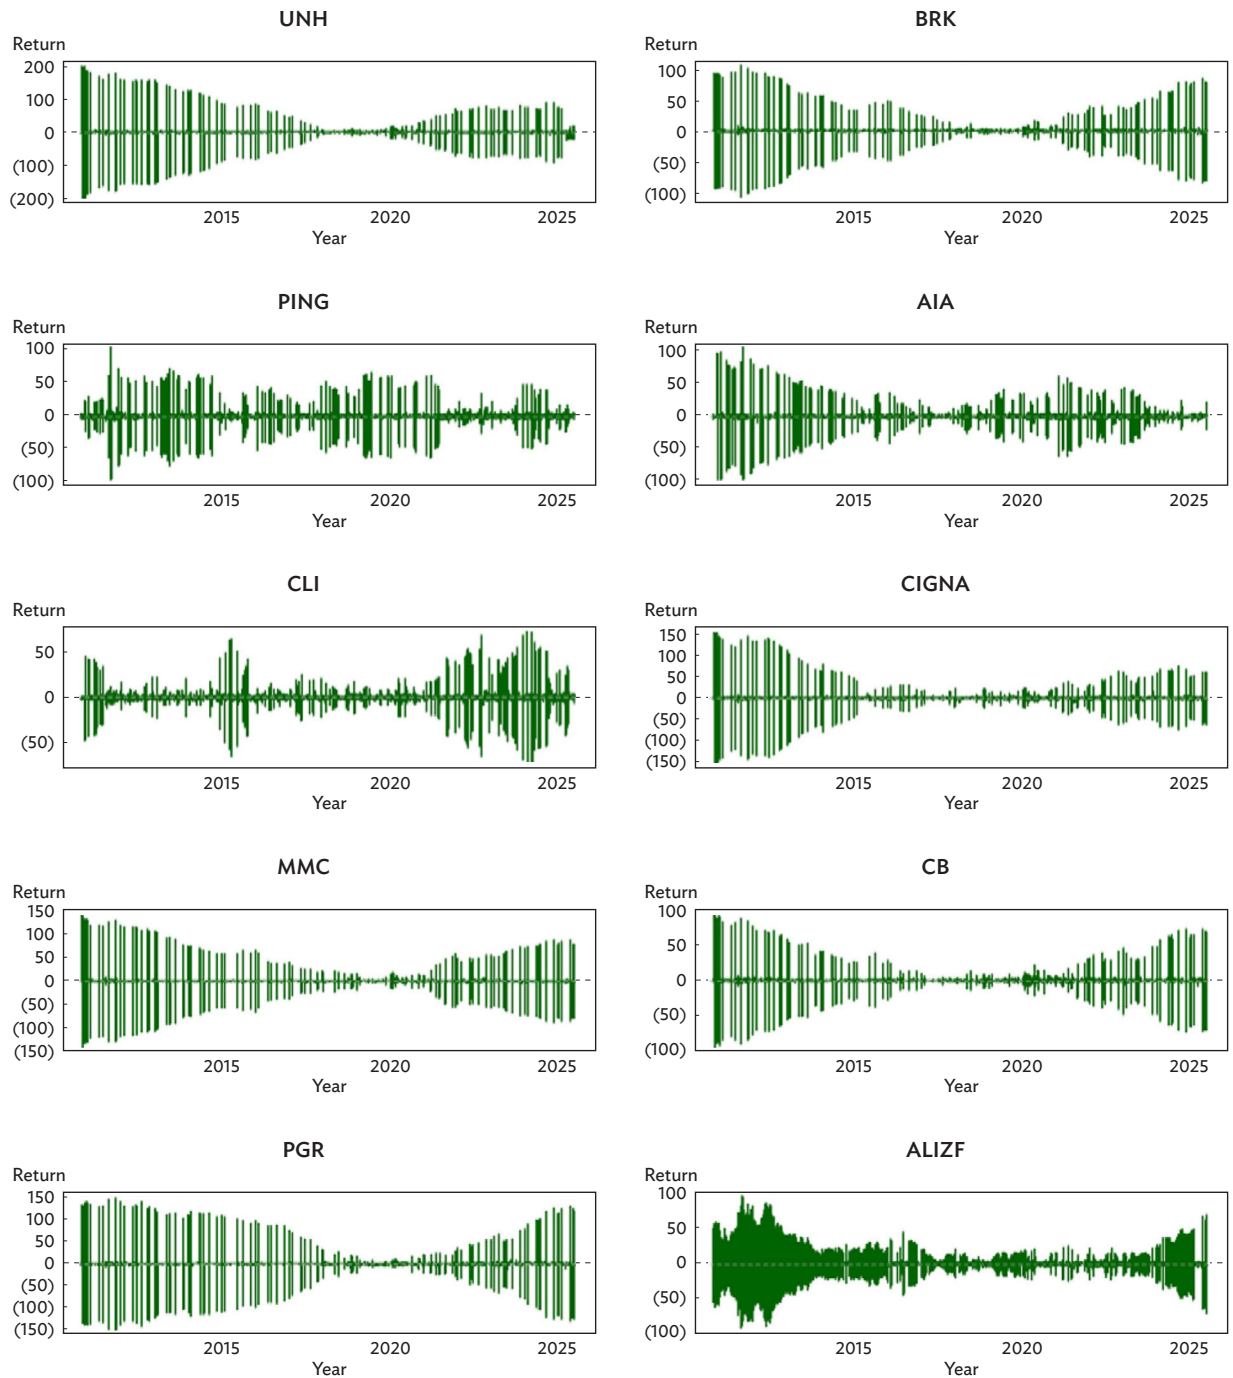 UNH
Return
200
100
0
(100)
(200)
2015 2020 2025
Year
BRK
Return
100
50
0
(50)
(100)
2015 2020 2025
Year
PING
Return
100
50
0
(50)
(100)
2015 2020 2025
Year
AIA
Return
100
50
0
(50)
(100)
2015 2020 2025
Year
CLI
Return
50
0
(50)
2015 2020 2025
Year
CIGNA
Return
150
100
50
0
(50)
(100)
(150)
2015 2020 2025
Year
MMC
Return
150
100
50
0
(50)
(100)
(150)
2015 2020 2025
Year
CB
Return
100
50
0
(50)
(100)
2015 2020 2025
Year
PGR
Return
150
100
50
0
(50)
(100)
(150)
2015 2020 2025
Year
ALIZF
Return
100
50
0
(50)
(100)
2015 2020 2025
Year